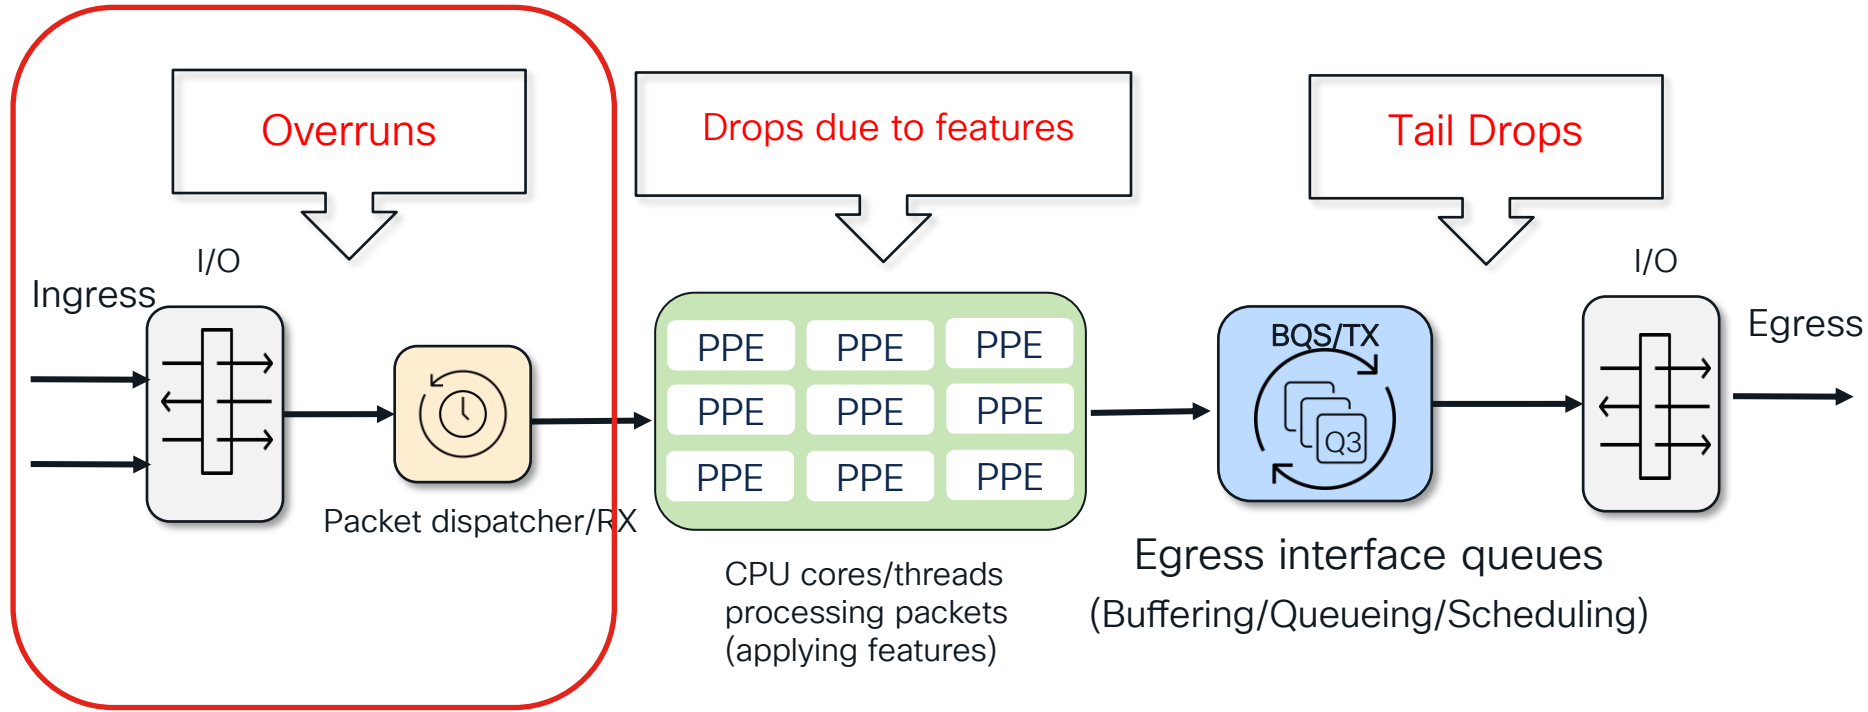 Overruns
Drops due to features
Tail Drops
I/O
I/O
Ingress
Egress
PPE PPE PPE
PPE PPE PPE
PPE PPE PPE
BQS/TX
Q3
Packet dispatcher/RX
CPU cores/threads
processing packets
(applying features)
Egress interface queues
(Buffering/Queueing/Scheduling)